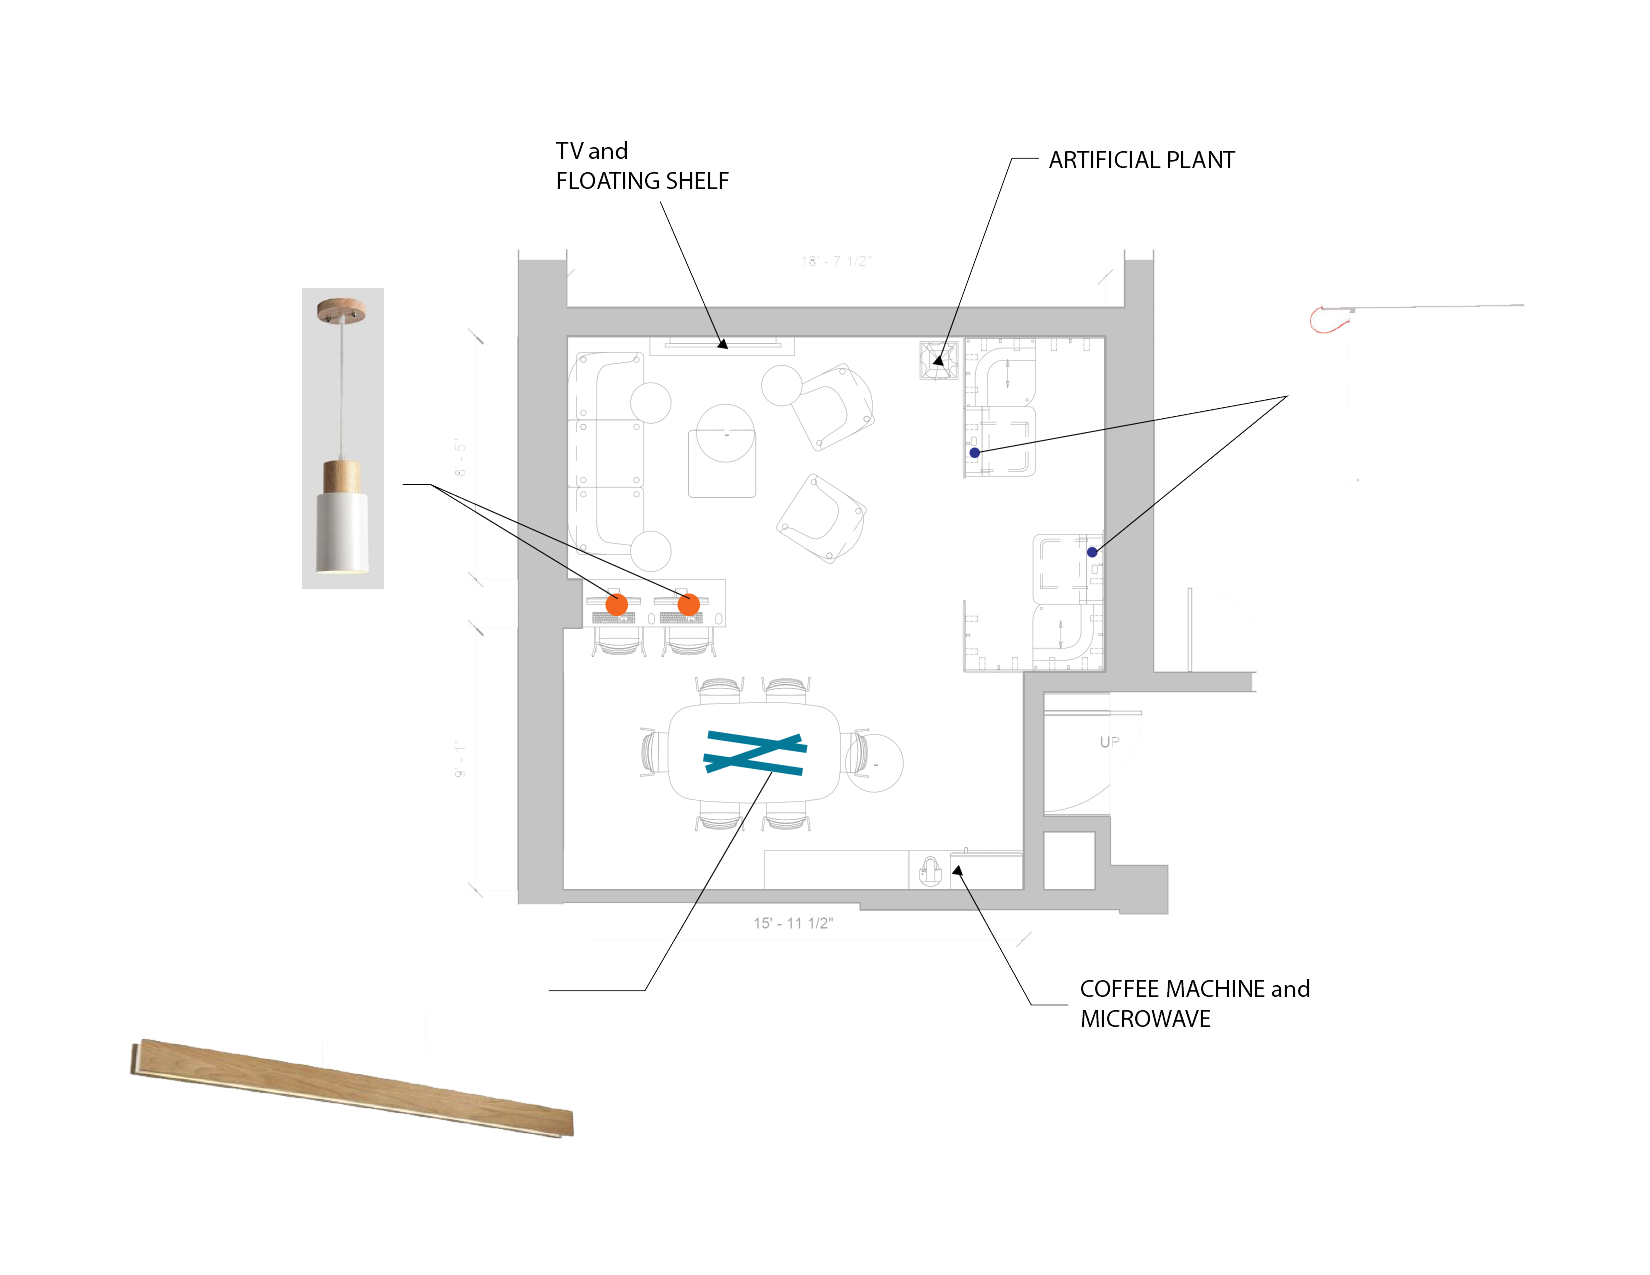 TV and
FLOATING SHELF
ARTIFICIAL PLANT
18' - 7 1/2"
8' - 5"
UP
9' - 1"
15' - 11 1/2"
COFFEE MACHINE and
MICROWAVE